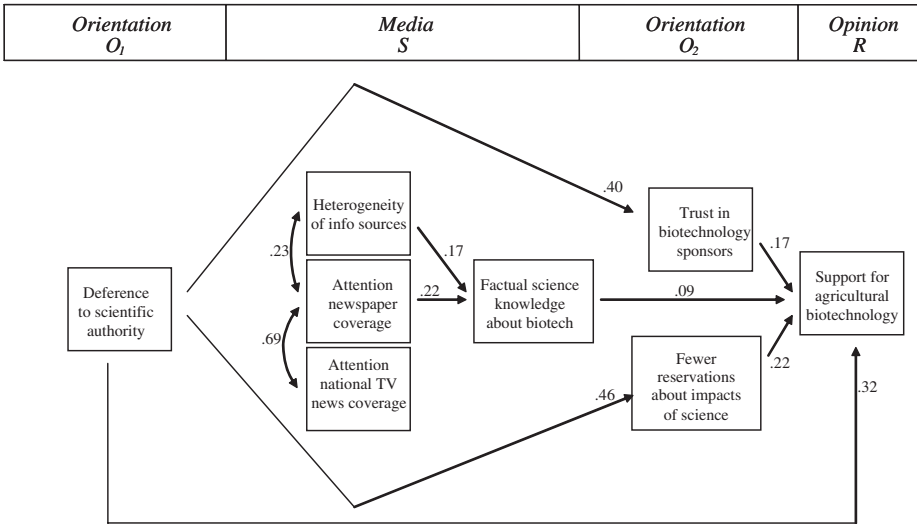 Orientation
O1
Media
S
Orientation
O2
Opinion
R
.40
Heterogeneity
of info sources
Trust in
biotechnology
sponsors
.23
.17
.17
Deference
to scientific
authority
Attention
newspaper
coverage
.22
Factual science
knowledge
about biotech
.09
Support for
agricultural
biotechnology
.69
Attention
national TV
news coverage
Fewer
reservations
about impacts
of science
.22
.46
.32